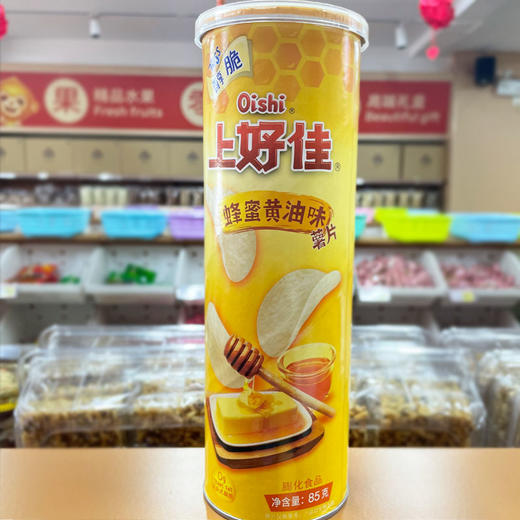 脆
Oishi®
上好佳®
蜂蜜黄油味
薯片
膨化食品
净含量：85克
0g
果
精品水果
Fresh fruits
高端礼盒
Beautiful gift